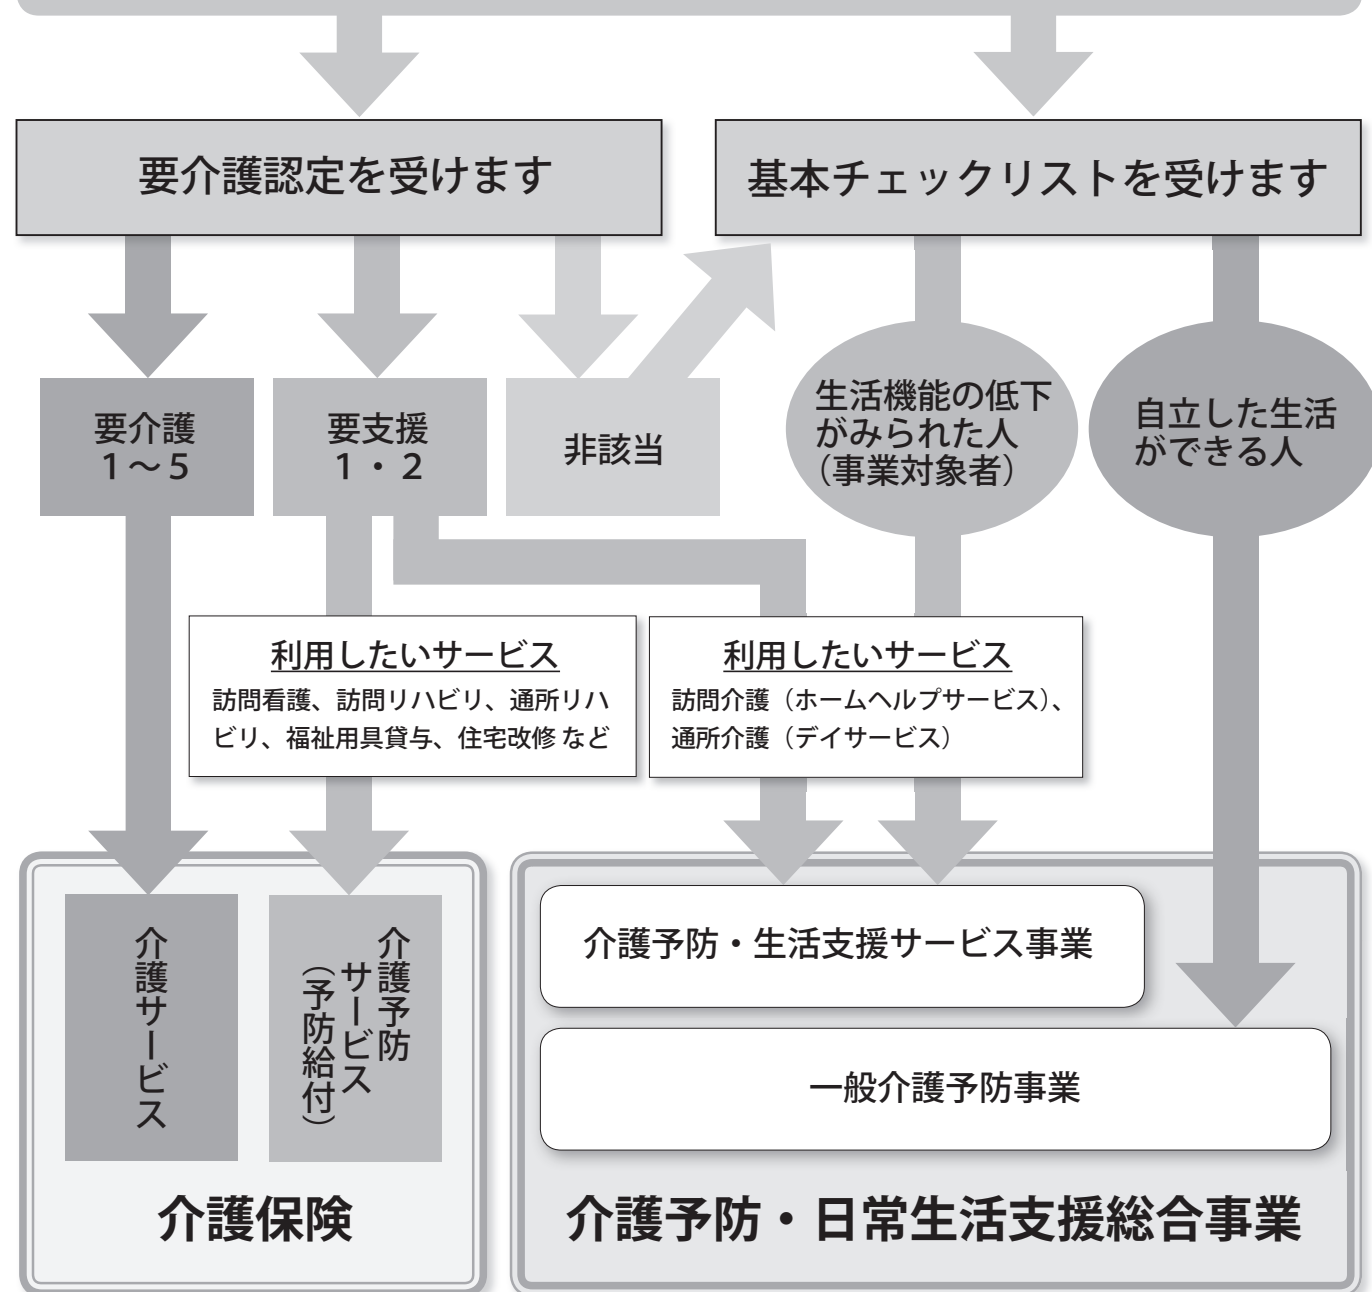 要介護認定を受けます
基本チェックリストを受けます
要介護
1～5
要支援
1・2
非該当
生活機能の低下
がみられた人
（事業対象者）
自立した生活
ができる人
利用したいサービス
訪問看護、訪問リハビリ、通所リハ
ビリ、福祉用具貸与、住宅改修 など
利用したいサービス
訪問介護（ホームヘルプサービス）、
通所介護（デイサービス）
介護サービス
介護予防
サービス
（予防給付）
介護予防・生活支援サービス事業
一般介護予防事業
介護保険
介護予防・日常生活支援総合事業